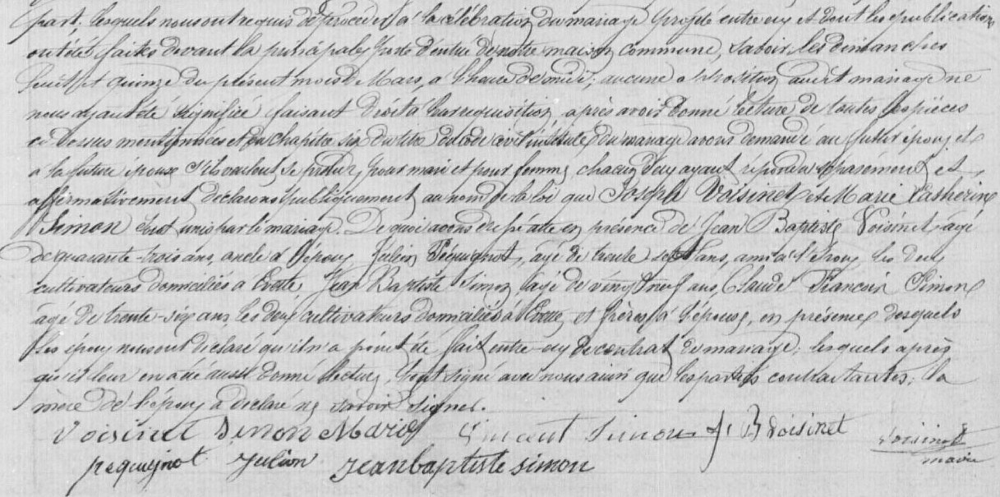 part, lesquels nous ont requis de procéder à la célébration du mariage projeté entre eux et dont les publications
ont été faites devant la principale porte d'entrée de notre maison commune, savoir, les dimanches
huit et quinze du présent mois de Mars, à l'heure de midi; aucune opposition audit mariage ne
nous ayant été signifiée faisant droit à leur requisition, après avoir donné lecture de toutes les pièces
ci-dessus mentionnées et du chapitre six du titre du code civil intitulé du mariage avons demandé au futur époux et
à la future épouse s'ils veulent se prendre pour mari et pour femme, chacun d'eux ayant répondu séparément et
affirmativement, déclarons publiquement au nom de la loi que Joseph Voisinet et Marie Catherine
Simon sont unis par le mariage. De quoi avons dressé acte en présence de Jean Baptiste Voisinet âgé
de quarante-trois ans, oncle à l'époux, Julien Péquignot, âgé de trente sept ans, ami à l'époux les deux
cultivateurs domiciliés à Evette, Jean Baptiste Simon, âgé de vingt neuf ans, Claude François Simon
âgé de trente-six ans, les deux cultivateurs domiciliés à Evette et frères à l'épouse, en présence desquels
les époux nous ont déclaré qu'il n'a point été fait entre-eux de contrat de mariage; lesquels après
qu'il leur en a été aussi donné lecture, l'ont signé avec nous ainsi que les parties contractantes; la
mère de l'époux a déclaré ne savoir signer.
Voisinet Simon Marie Simon J. B Voisinet Voisinet
pequignot Julien Jean baptiste simon maire